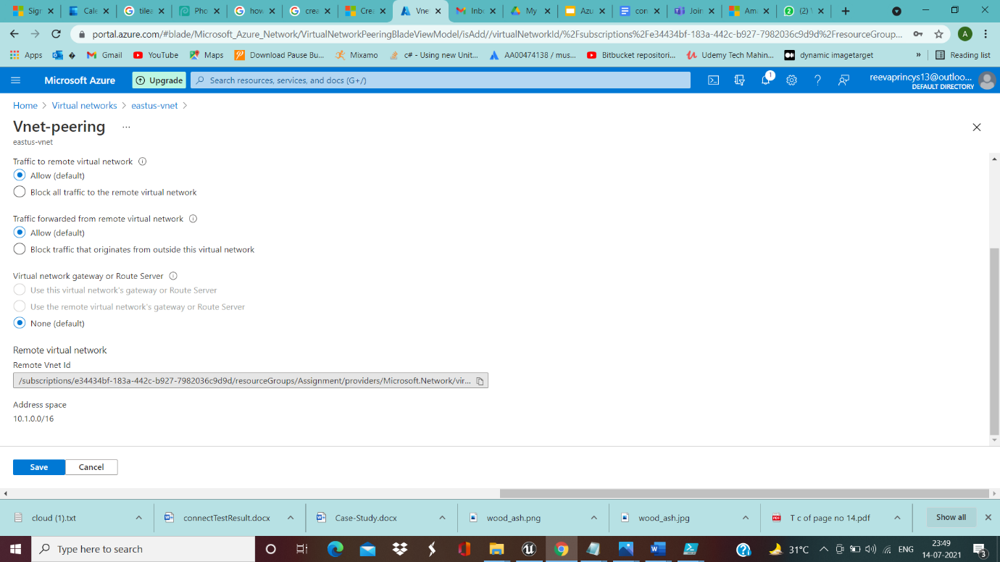 Sign
Cale
tilea
Pho
how
crea
Crea
Vne
Inbo
My
Azu
cori
Join
Ama
(2)
portal.azure.com/#blade/Microsoft_Azure_Network/VirtualNetworkPeeringBladeViewModel/isAdd//virtualNetworkId/%2Fsubscriptions%2Fe34434bf-183a-442c-b927-7982036c9d9d%2FresourceGroup...
A
Apps
Gmail
YouTube
Maps
Download Pause Bu...
Mixamo
c# - Using new Unit...
AA00474138 / mus...
Bitbucket repositori...
Udemy Tech Mahin...
dynamic imagetarget
»
Reading list
Microsoft Azure
Upgrade
Search resources, services, and docs (G+/)
1
reevaprincys13@outloo...
DEFAULT DIRECTORY
Home > Virtual networks > eastus-vnet >
Vnet-peering ...
eastus-vnet
Traffic to remote virtual network
Allow (default)
Block all traffic to the remote virtual network
Traffic forwarded from remote virtual network
Allow (default)
Block traffic that originates from outside this virtual network
Virtual network gateway or Route Server
Use this virtual network's gateway or Route Server
Use the remote virtual network's gateway or Route Server
None (default)
Remote virtual network
Remote Vnet Id
/subscriptions/e34434bf-183a-442c-b927-7982036c9d9d/resourceGroups/Assignment/providers/Microsoft.Network/vir...
Address space
10.1.0.0/16
Save
Cancel
cloud (1).txt
connectTestResult.docx
Case-Study.docx
wood_ash.png
wood_ash.jpg
T c of page no 14.pdf
Show all
Type here to search
31°C
ENG
23:49
14-07-2021
3